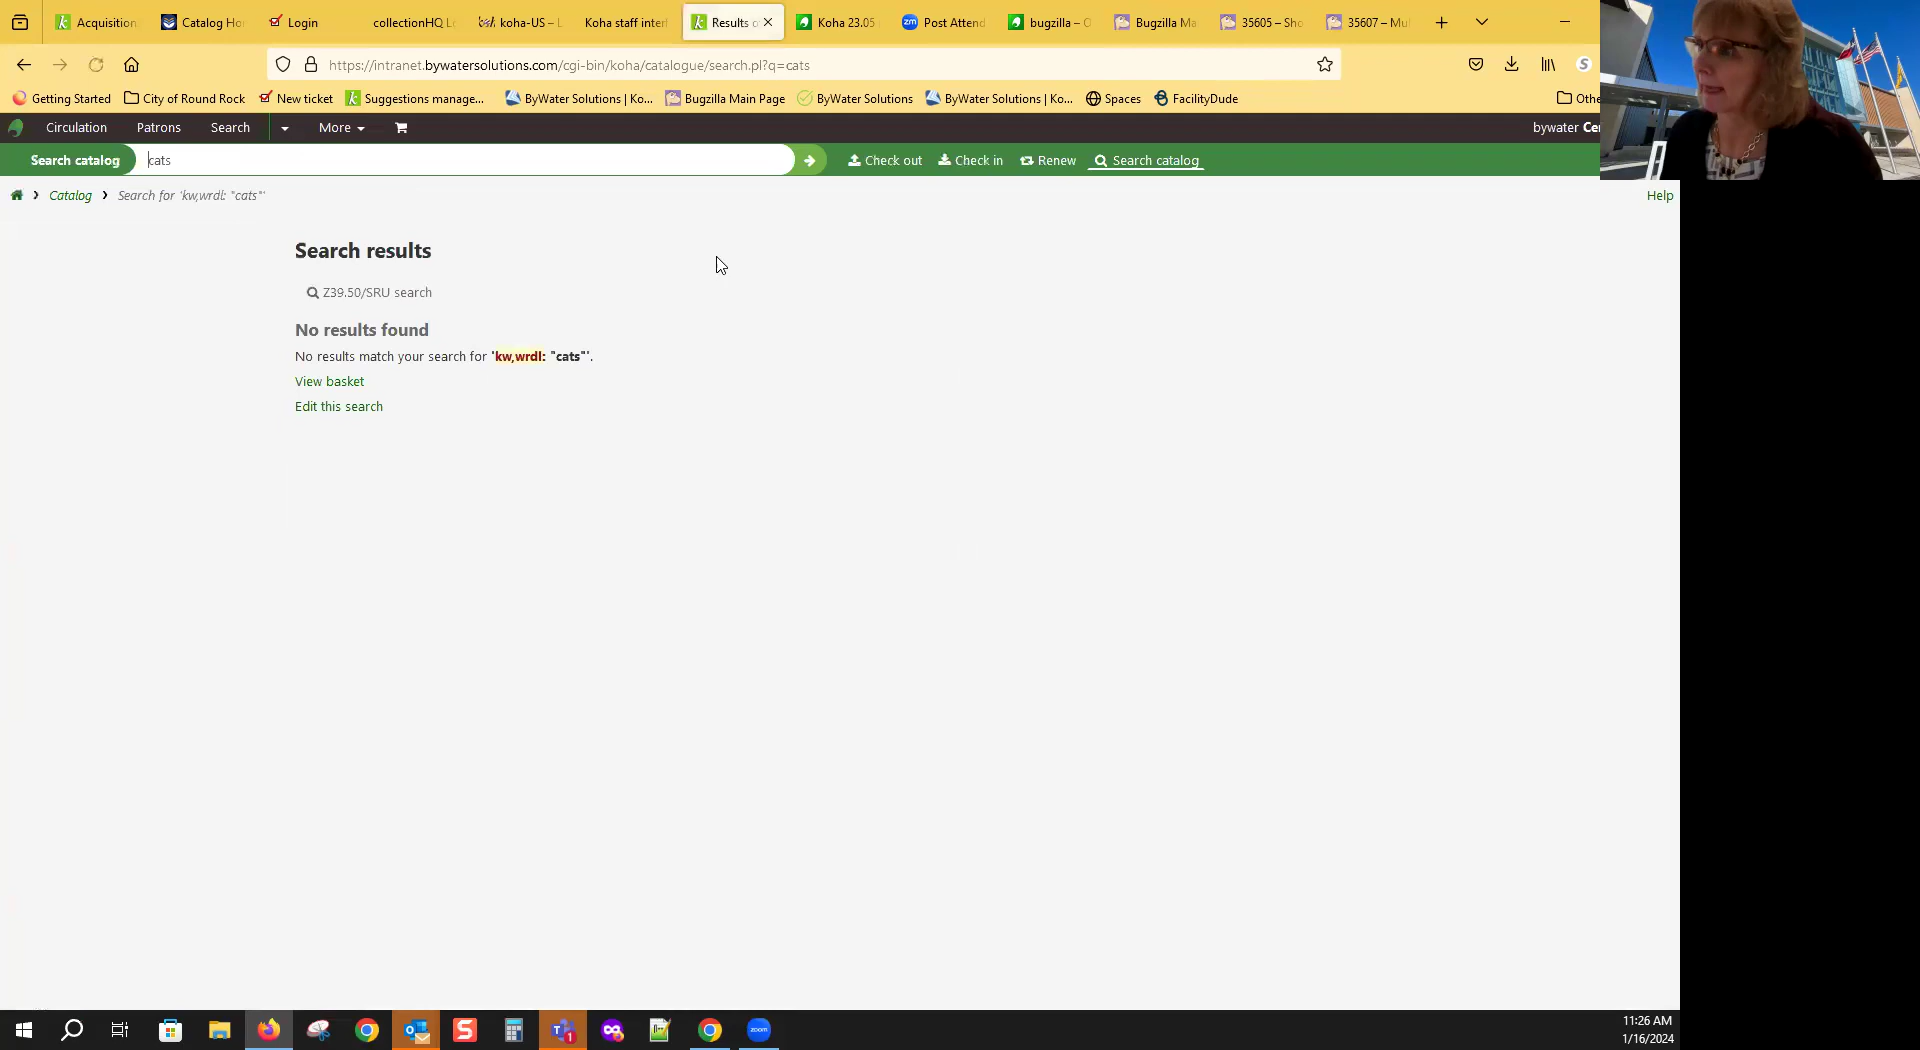 Acquisition
Catalog Ho
Login
collectionHQ L
koha-US – L
Koha staff interf
Results o
Koha 23.05
Post Attend
bugzilla – O
Bugzilla Ma
35605 – Sho
35607 – Mul
https://intranet.bywatersolutions.com/cgi-bin/koha/catalogue/search.pl?q=cats
Getting Started
City of Round Rock
New ticket
Suggestions manage...
ByWater Solutions | Ko...
Bugzilla Main Page
ByWater Solutions
ByWater Solutions | Ko...
Spaces
FacilityDude
Othe
Circulation
Patrons
Search
More
bywater Ce
Search catalog
cats
Check out
Check in
Renew
Search catalog
Catalog
Search for 'kw,wrdl: "cats"'
Help
Search results
Z39.50/SRU search
No results found
No results match your search for 'kw,wrdl: "cats"'.
View basket
Edit this search
zoom
11:26 AM
1/16/2024